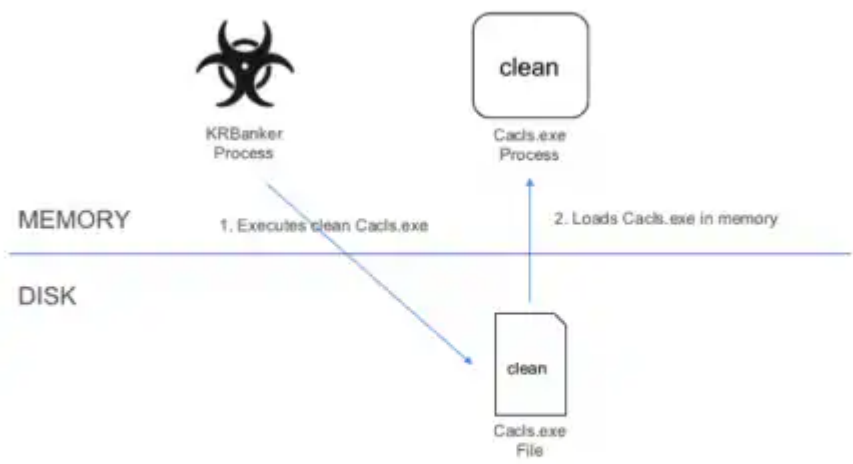 clean
KRBanker
Process
Cacls.exe
Process
MEMORY
1. Executes clean Cacls.exe
2. Loads Cacls.exe in memory
DISK
clean
Cacls.exe
File